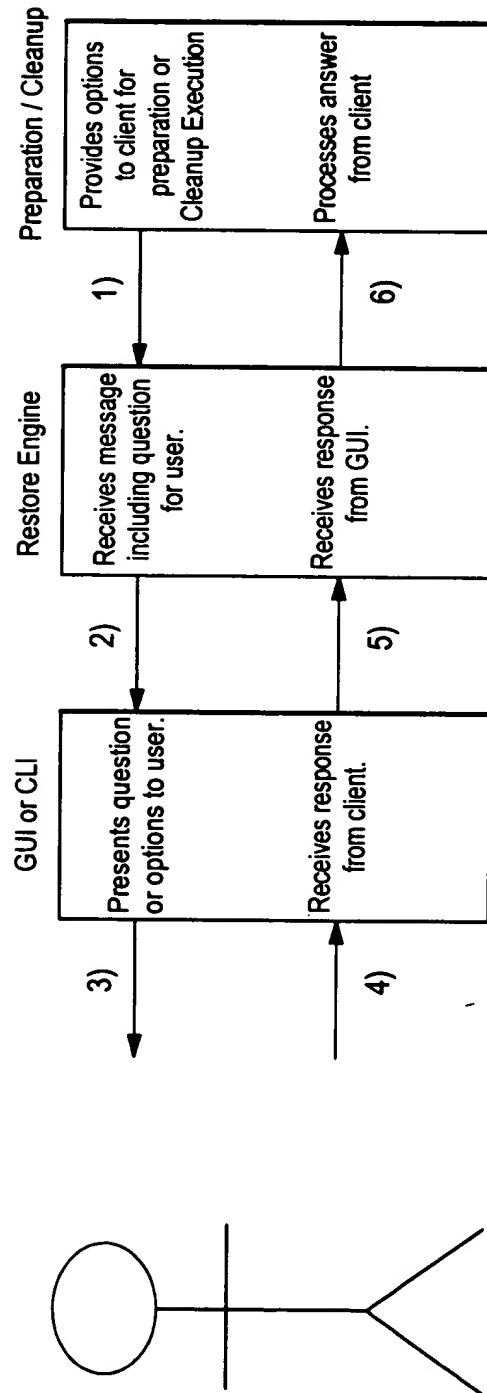 GUI or CLI
3)
Presents question
or options to user.
4)
Receives response
from client.
2)
Restore Engine
Receives message
including question
for user.
5)
Receives response
from GUI.
1)
Preparation / Cleanup
Provides options
to client for
preparation or
Cleanup Execution
6)
Processes answer
from client